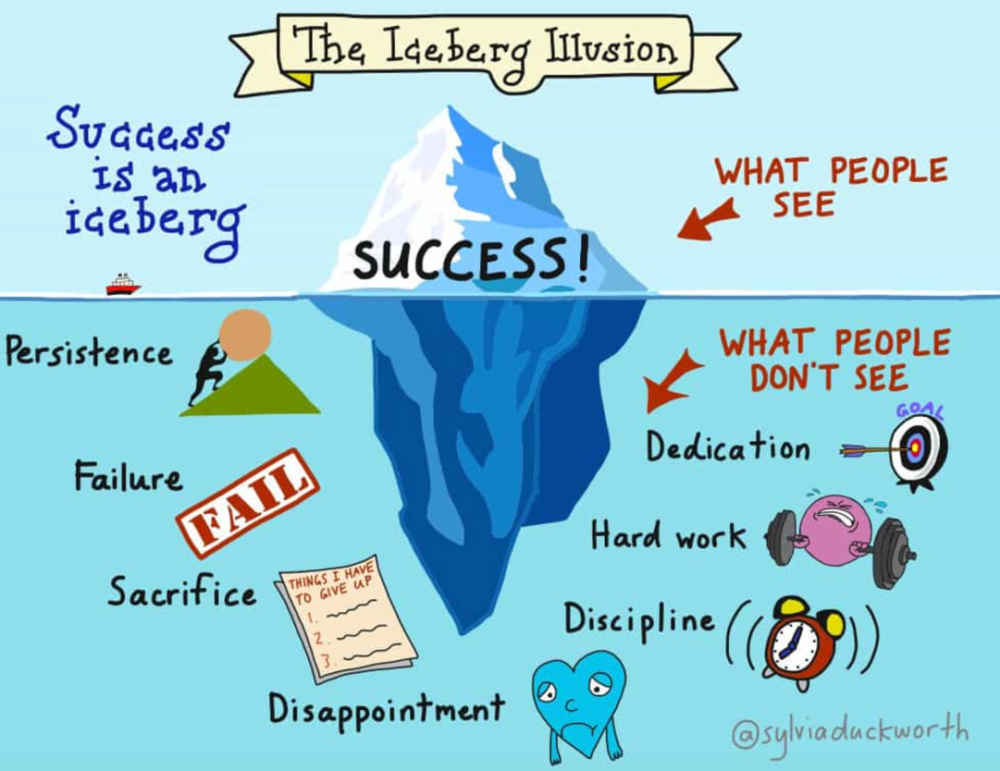 The Iceberg Illusion
Success
is an
iceberg
WHAT PEOPLE
SEE
SUCCESS!
Persistence
WHAT PEOPLE
DON'T SEE
GOAL
Dedication
Failure
FAIL
Hard work
Sacrifice
THINGS I HAVE
TO GIVE UP
1.
2.
3.
Discipline
Disappointment
@sylviaduckworth